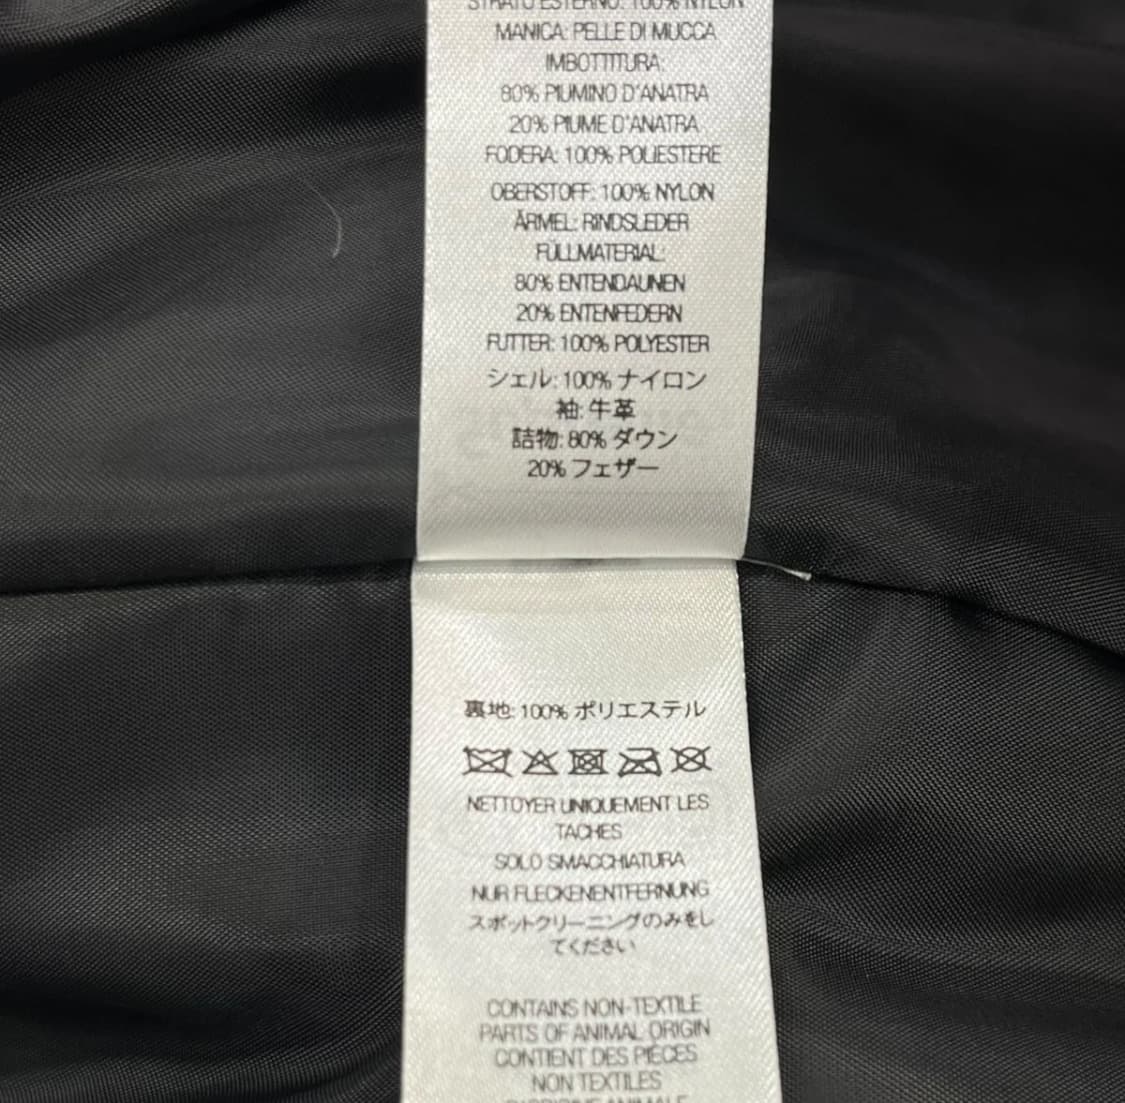 STRATO ESTERNO: 100% NYLON
MANICA: PELLE DI MUCCA
IMBOTTITURA:
80% PIUMINO D'ANATRA
20% PIUME D'ANATRA
FODERA: 100% POLIESTERE
OBERSTOFF: 100% NYLON
ÄRMEL: RINDSLEDER
FÜLLMATERIAL:
80% ENTENDAUNEN
20% ENTENFEDERN
FUTTER: 100% POLYESTER
シェル: 100% ナイロン
袖: 牛革
詰物: 80% ダウン
20% フェザー
裏地: 100% ポリエステル
NETTOYER UNIQUEMENT LES
TACHES
SOLO SMACCHIATURA
NUR FLECKENENTFERNUNG
スポットクリーニングのみをし
てください
CONTAINS NON-TEXTILE
PARTS OF ANIMAL ORIGIN
CONTIENT DES PIÈCES
NON TEXTILES